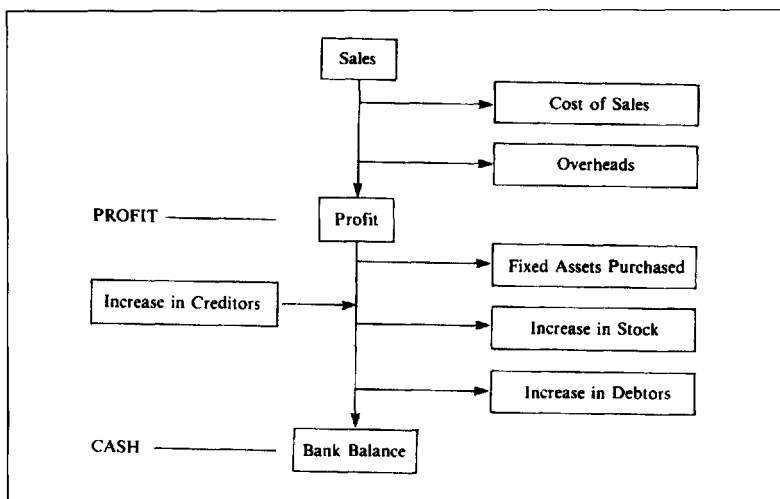 Sales
Cost of Sales
Overheads
PROFIT
Profit
Fixed Assets Purchased
Increase in Creditors
Increase in Stock
Increase in Debtors
CASH
Bank Balance